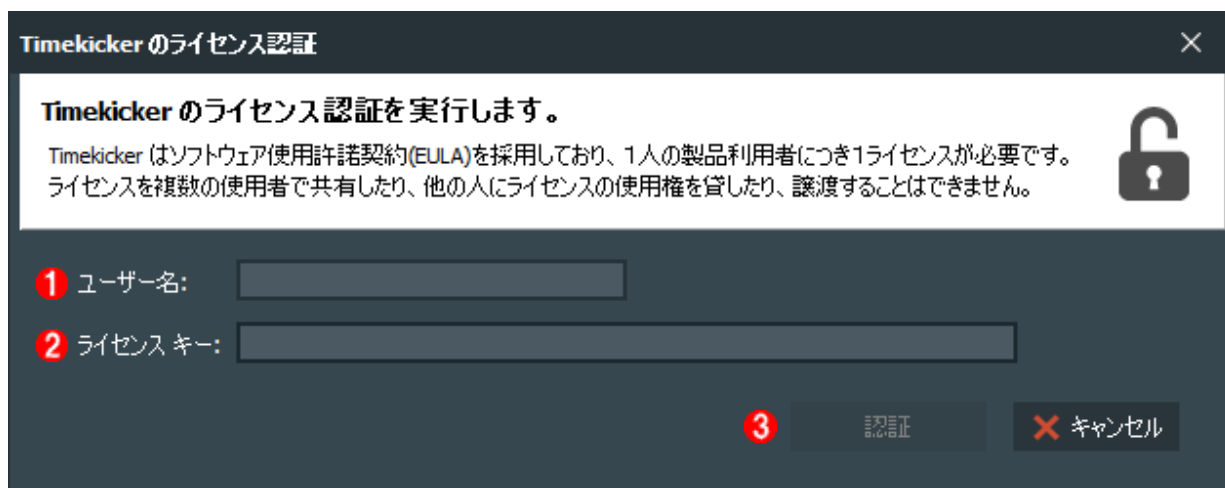 Timekicker のライセンス認証
Timekicker のライセンス認証を実行します。
Timekicker はソフトウェア使用許諾契約(EULA)を採用しており、1人の製品利用者につき1ライセンスが必要です。
ライセンスを複数の使用者で共有したり、他の人にライセンスの使用権を貸したり、譲渡することはできません。
1 ユーザー名:
2 ライセンス キー:
3 認証 キャンセル